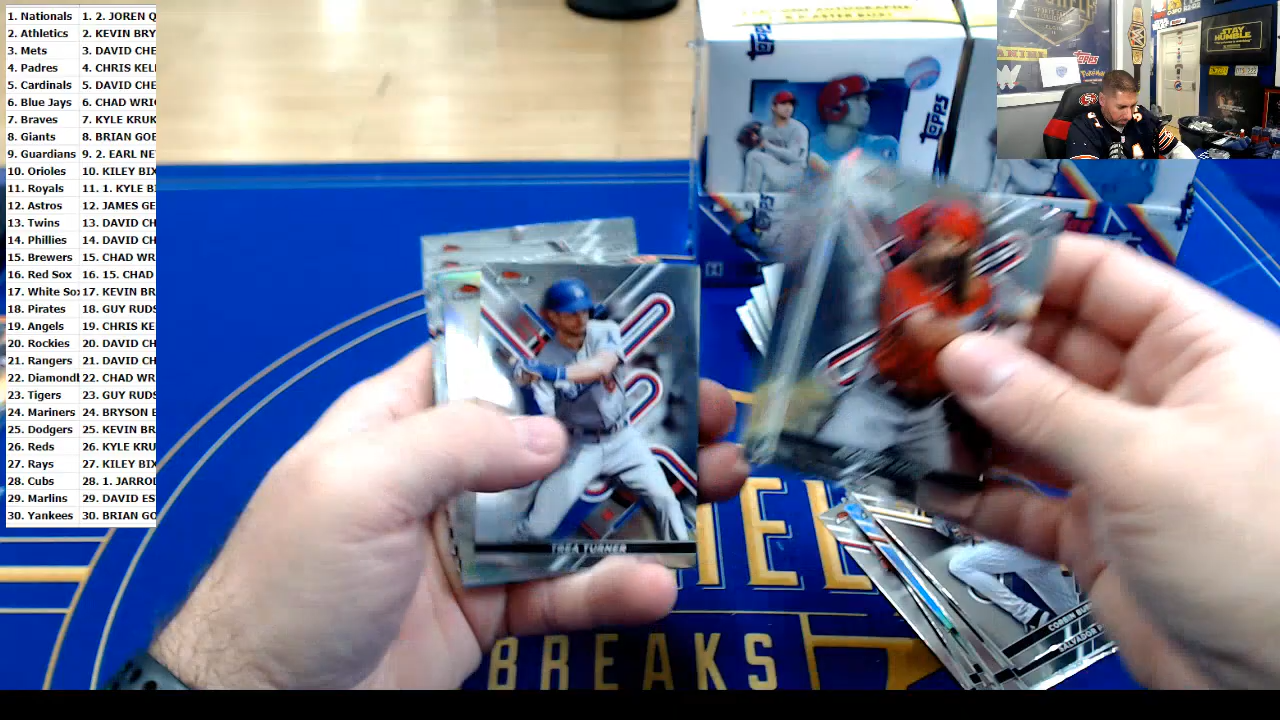 1. Nationals 1. 2. JOREN Q
2. Athletics 2. KEVIN BRY
3. Mets 3. DAVID CHE
4. Padres 4. CHRIS KELL
5. Cardinals 5. DAVID CHE
6. Blue Jays 6. CHAD WRIG
7. Braves 7. KYLE KRUK
8. Giants 8. BRIAN GOE
9. Guardians 9. 2. EARL NE
10. Orioles 10. KILEY BIX
11. Royals 11. 1. KYLE B
12. Astros 12. JAMES GE
13. Twins 13. DAVID CH
14. Phillies 14. DAVID CH
15. Brewers 15. CHAD WR
16. Red Sox 16. 15. CHAD
17. White So 17. KEVIN BR
18. Pirates 18. GUY RUDS
19. Angels 19. CHRIS KE
20. Rockies 20. DAVID CH
21. Rangers 21. DAVID CH
22. Diamond 22. CHAD WR
23. Tigers 23. GUY RUDS
24. Mariners 24. BRYSON B
25. Dodgers 25. KEVIN BR
26. Reds 26. KYLE KRU
27. Rays 27. KILEY BIX
28. Cubs 28. 1. JARROL
29. Marlins 29. DAVID ES
30. Yankees 30. BRIAN GO
topps
topps
STAY
HUMBLE
TREA TURNER
CORBIN BUR
SALVADOR P
BREAKS